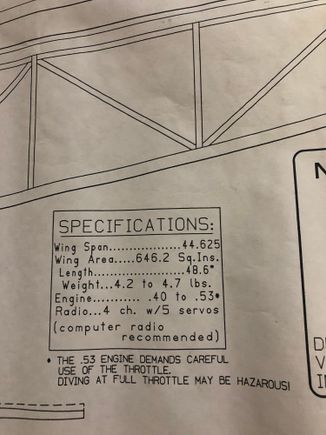 SPECIFICATIONS:
Wing Span..................44.625
Wing Area.....646.2 Sq.Ins.
Length...................48.6"
Weight...4.2 to 4.7 lbs.
Engine.......... .40 to .53*
Radio...4 ch. w/5 servos
(computer radio
recommended)
* THE .53 ENGINE DEMANDS CAREFUL
USE OF THE THROTTLE.
DIVING AT FULL THROTTLE MAY BE HAZAROUS!